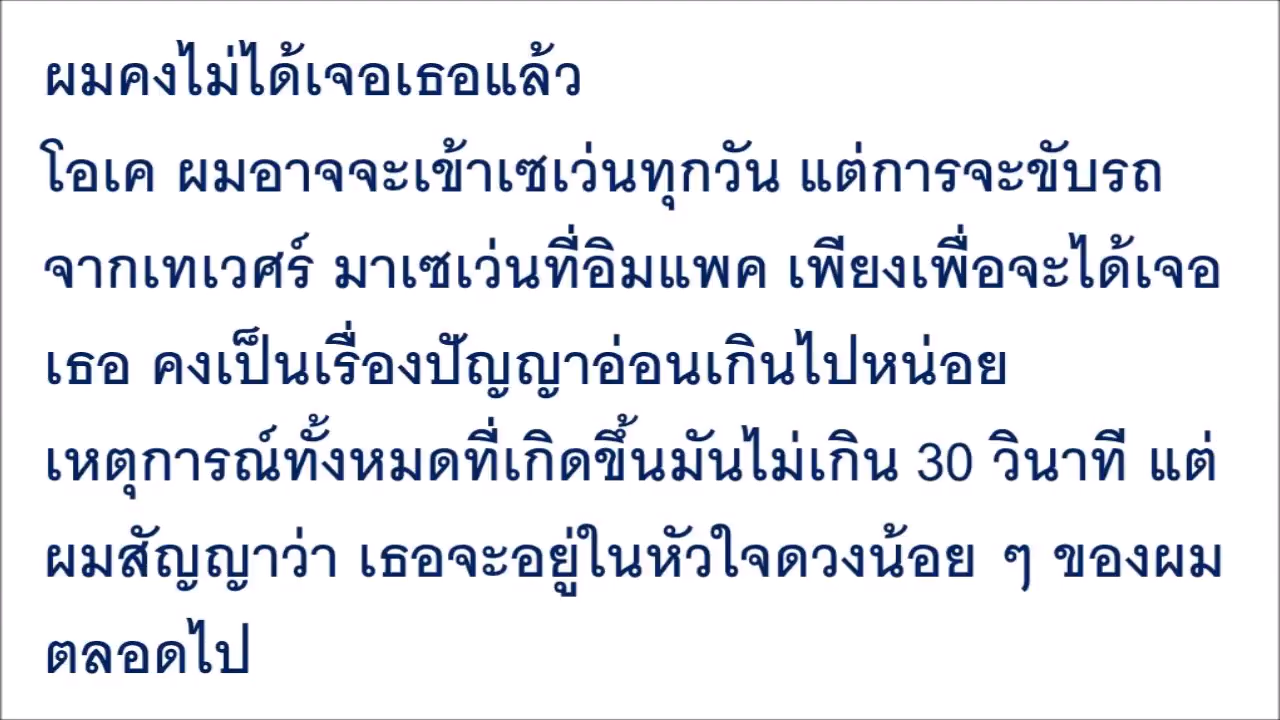 ผมคงไม่ได้เจอเธอแล้ว
โอเค ผมอาจจะเข้าเซเว่นทุกวัน แต่การจะขับรถ
จากเทเวศร์ มาเซเว่นที่อิมแพค เพียงเพื่อจะได้เจอ
เธอ คงเป็นเรื่องปัญญาอ่อนเกินไปหน่อย
เหตุการณ์ทั้งหมดที่เกิดขึ้นมันไม่เกิน 30 วินาที แต่
ผมสัญญาว่า เธอจะอยู่ในหัวใจดวงน้อย ๆ ของผม
ตลอดไป